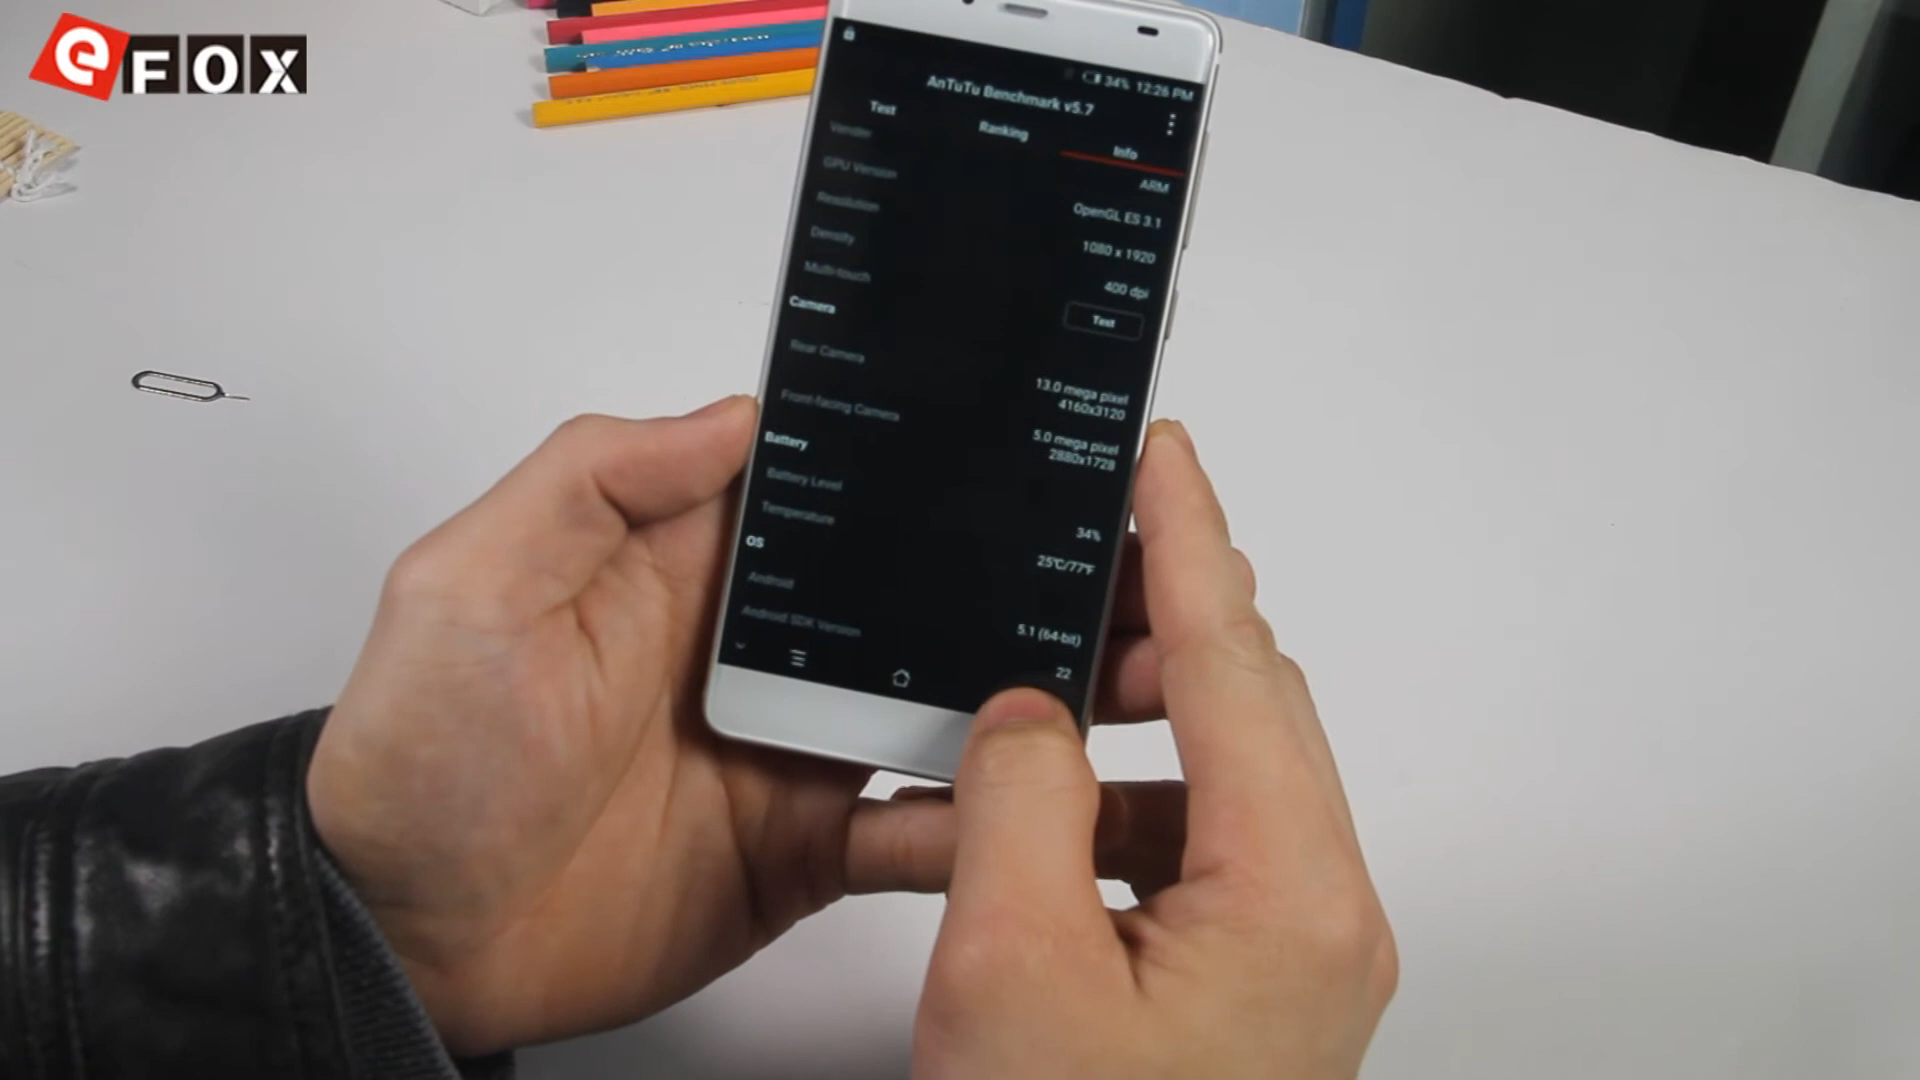 eFOX
34% 12:26 PM
AnTuTu Benchmark v5.7
Test Ranking Info
Vender ARM
GPU Version OpenGL ES 3.1
Resolution 1080 x 1920
Density 400 dpi
Multi-touch Test
Camera
Rear Camera 13.0 mega pixel
4160x3120
Front-facing Camera 5.0 mega pixel
2880x1728
Battery
Battery Level 34%
Temperature 25℃/77℉
OS
Android 5.1 (64-bit)
Android SDK Version 22